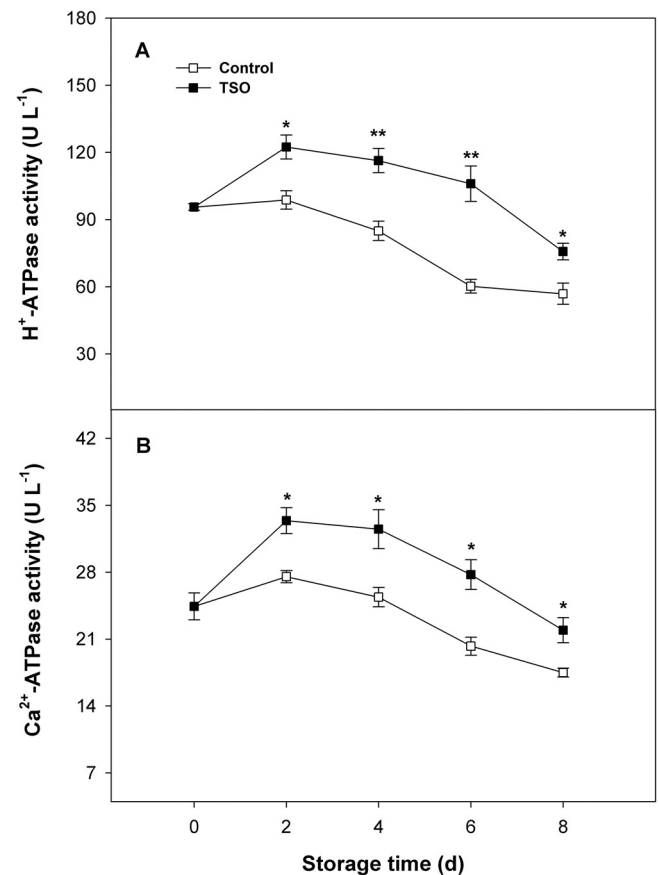 180
A
Control
TSO
150
120
90
60
30
H+-ATPase activity (U L-1)
*
**
**
*
B
42
35
28
21
14
7
Ca2+-ATPase activity (U L-1)
*
*
*
*
0 2 4 6 8
Storage time (d)